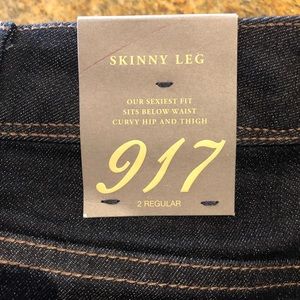 SKINNY LEG
OUR SEXIEST FIT
SITS BELOW WAIST
CURVY HIP AND THIGH
917
2 REGULAR